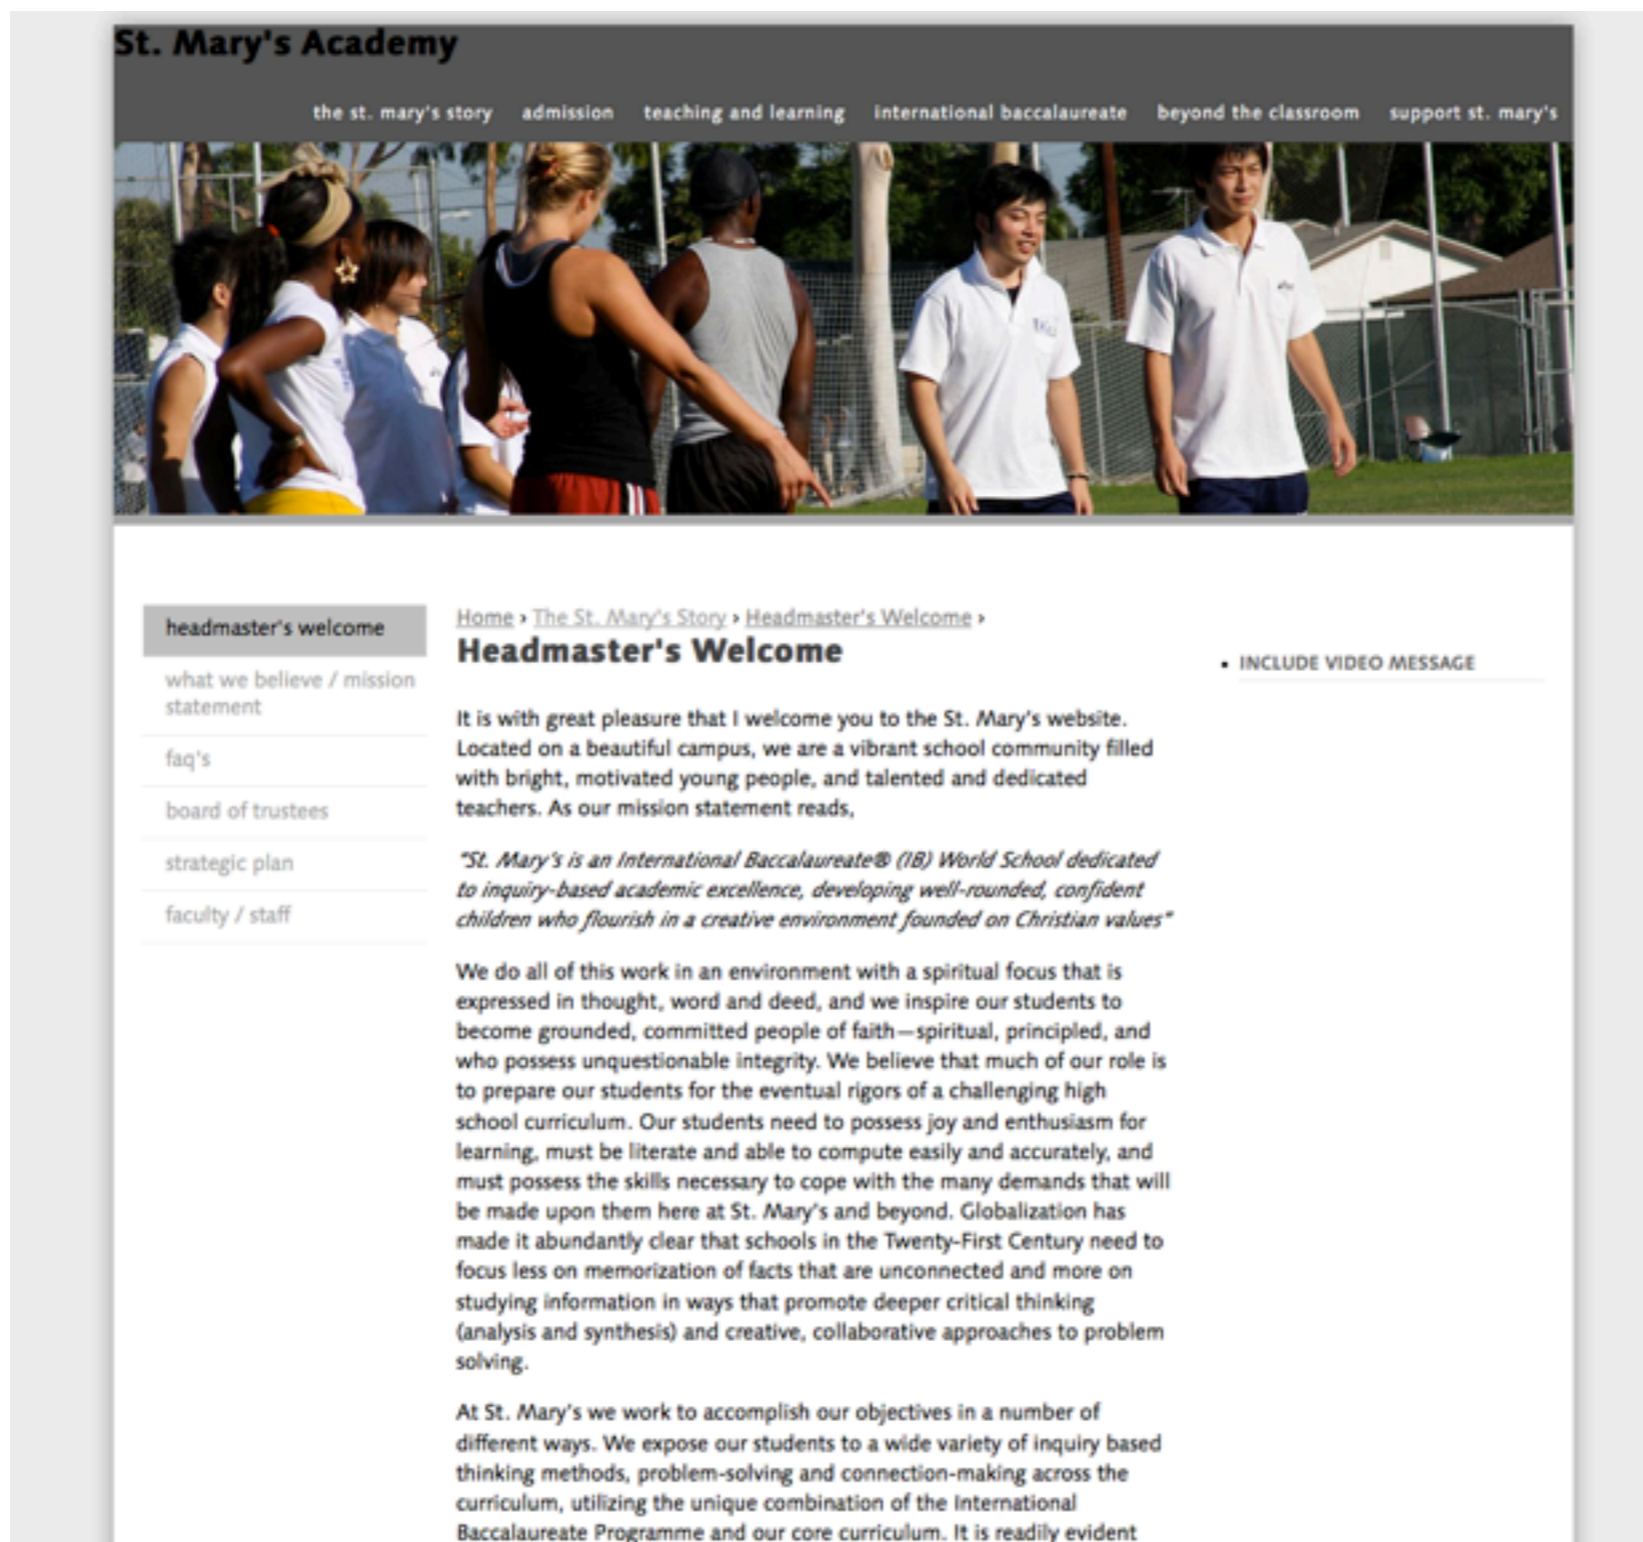 St. Mary's Academy
the st. mary's story admission teaching and learning international baccalaureate beyond the classroom support st. mary's
headmaster's welcome
what we believe / mission
statement
faq's
board of trustees
strategic plan
faculty / staff
Home › The St. Mary's Story › Headmaster's Welcome ›
Headmaster's Welcome
It is with great pleasure that I welcome you to the St. Mary's website.
Located on a beautiful campus, we are a vibrant school community filled
with bright, motivated young people, and talented and dedicated
teachers. As our mission statement reads,
"St. Mary's is an International Baccalaureate® (IB) World School dedicated
to inquiry-based academic excellence, developing well-rounded, confident
children who flourish in a creative environment founded on Christian values"
We do all of this work in an environment with a spiritual focus that is
expressed in thought, word and deed, and we inspire our students to
become grounded, committed people of faith—spiritual, principled, and
who possess unquestionable integrity. We believe that much of our role is
to prepare our students for the eventual rigors of a challenging high
school curriculum. Our students need to possess joy and enthusiasm for
learning, must be literate and able to compute easily and accurately, and
must possess the skills necessary to cope with the many demands that will
be made upon them here at St. Mary's and beyond. Globalization has
made it abundantly clear that schools in the Twenty-First Century need to
focus less on memorization of facts that are unconnected and more on
studying information in ways that promote deeper critical thinking
(analysis and synthesis) and creative, collaborative approaches to problem
solving.
At St. Mary's we work to accomplish our objectives in a number of
different ways. We expose our students to a wide variety of inquiry based
thinking methods, problem-solving and connection-making across the
curriculum, utilizing the unique combination of the International
Baccalaureate Programme and our core curriculum. It is readily evident
• INCLUDE VIDEO MESSAGE